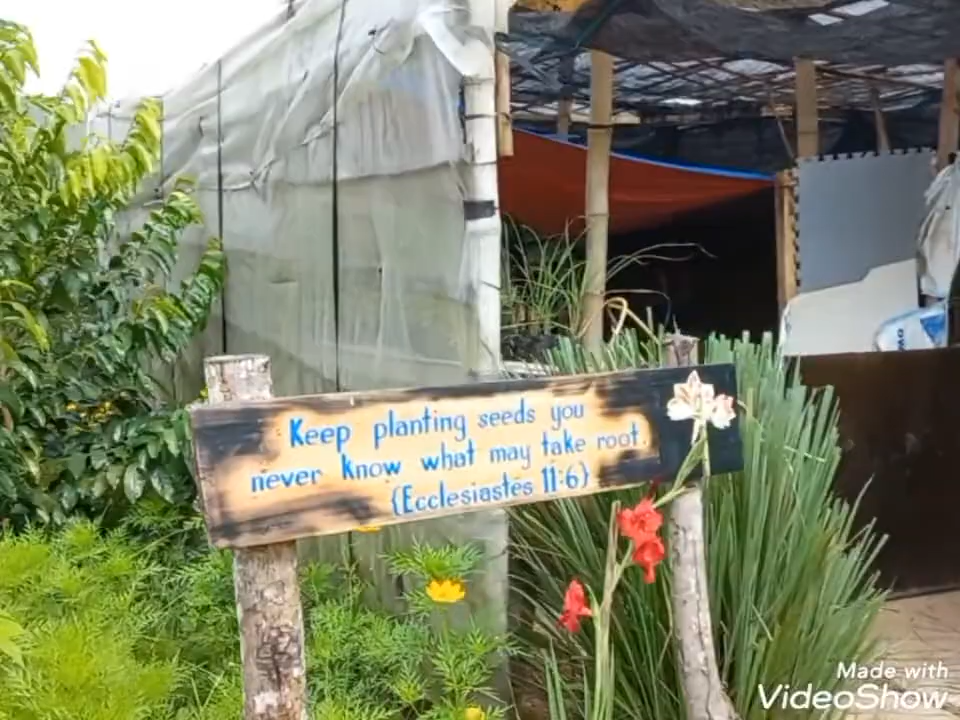 Keep planting seeds you
never know what may take root.
(Ecclesiastes 11:6)
Made with
VideoShow